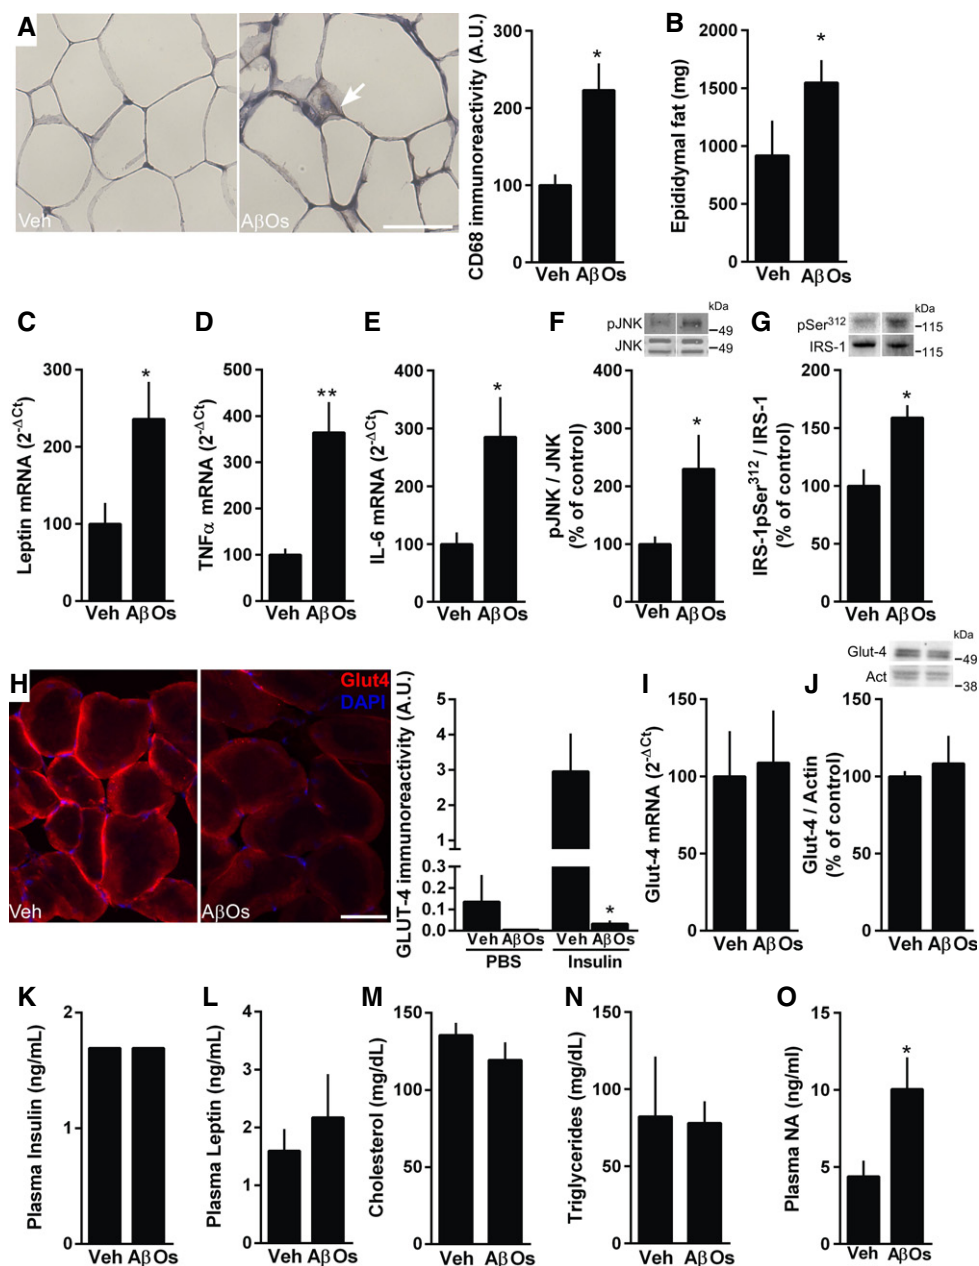 A
Veh
AβOs
CD68 immunoreactivity (A.U.)
300
200
100
0
*
Veh AβOs
B
Epididymal fat (mg)
2000
1500
1000
500
0
*
Veh AβOs
C
Leptin mRNA (2^-ΔCt)
300
200
100
0
*
Veh AβOs
D
TNFα mRNA (2^-ΔCt)
500
400
300
200
100
0
**
Veh AβOs
E
IL-6 mRNA (2^-ΔCt)
400
300
200
100
0
*
Veh AβOs
F
kDa
pJNK
–49
JNK
–49
pJNK / JNK
(% of control)
400
300
200
100
0
*
Veh AβOs
G
kDa
pSer^312
–115
IRS-1
–115
IRS-1pSer^312 / IRS-1
(% of control)
200
150
100
50
0
*
Veh AβOs
H
Glut4
DAPI
Veh
AβOs
GLUT-4 immunoreactivity (A.U.)
5
4
3
2
1
0.3
0.2
0.1
0.0
*
Veh AβOs Veh AβOs
PBS Insulin
I
Glut-4 mRNA (2^-ΔCt)
150
100
50
0
Veh AβOs
J
kDa
Glut-4
–49
Act
–38
Glut-4 / Actin
(% of control)
150
100
50
0
Veh AβOs
K
Plasma Insulin (ng/mL)
2
1
0
Veh AβOs
L
Plasma Leptin (ng/mL)
4
3
2
1
0
Veh AβOs
M
Cholesterol (mg/dL)
150
100
50
0
Veh AβOs
N
Triglycerides (mg/dL)
150
100
50
0
Veh AβOs
O
Plasma NA (ng/ml)
15
10
5
0
*
Veh AβOs